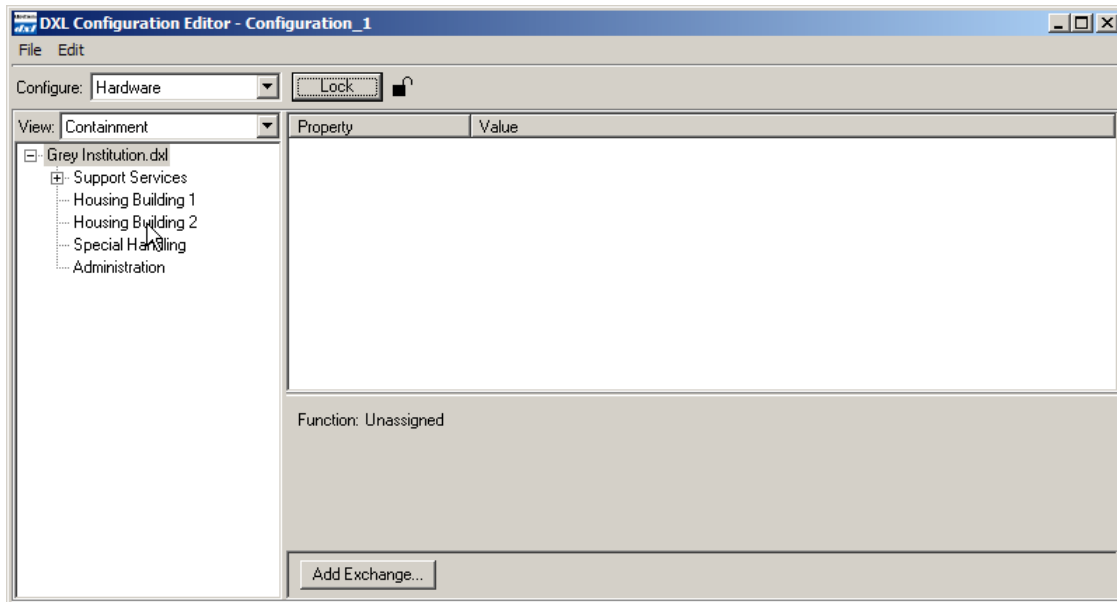 DXL Configuration Editor - Configuration_1
File Edit
Configure: Hardware Lock
View: Containment Property Value
Grey Institution.dxl
Support Services
Housing Building 1
Housing Building 2
Special Handling
Administration
Function: Unassigned
Add Exchange...